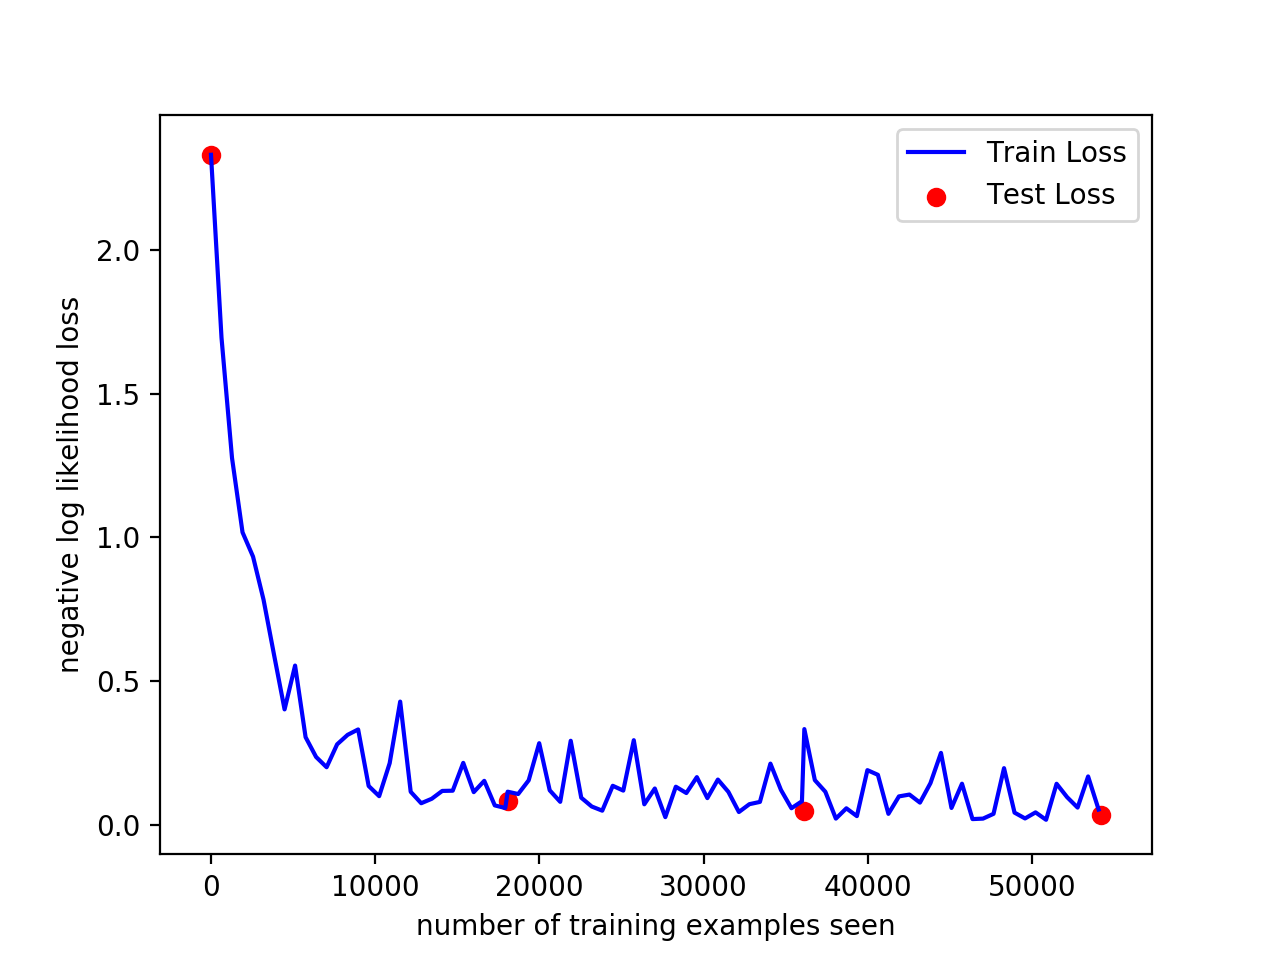 Train Loss
Test Loss
2.0
1.5
1.0
0.5
0.0
negative log likelihood loss
0 10000 20000 30000 40000 50000
number of training examples seen